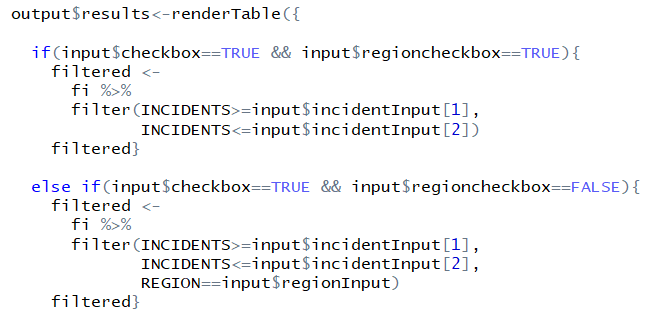 output$results<-renderTable({
if(input$checkbox==TRUE && input$regioncheckbox==TRUE){
filtered <-
fi %>%
filter(INCIDENTS>=input$incidentInput[1],
INCIDENTS<=input$incidentInput[2])
filtered}
else if(input$checkbox==TRUE && input$regioncheckbox==FALSE){
filtered <-
fi %>%
filter(INCIDENTS>=input$incidentInput[1],
INCIDENTS<=input$incidentInput[2],
REGION==input$regionInput)
filtered}